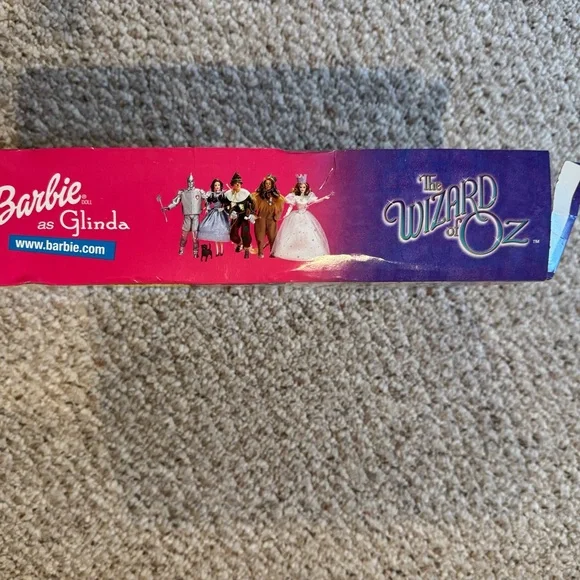 Barbie DOLL
as Glinda
www.barbie.com
The
WIZARD
of OZ ™